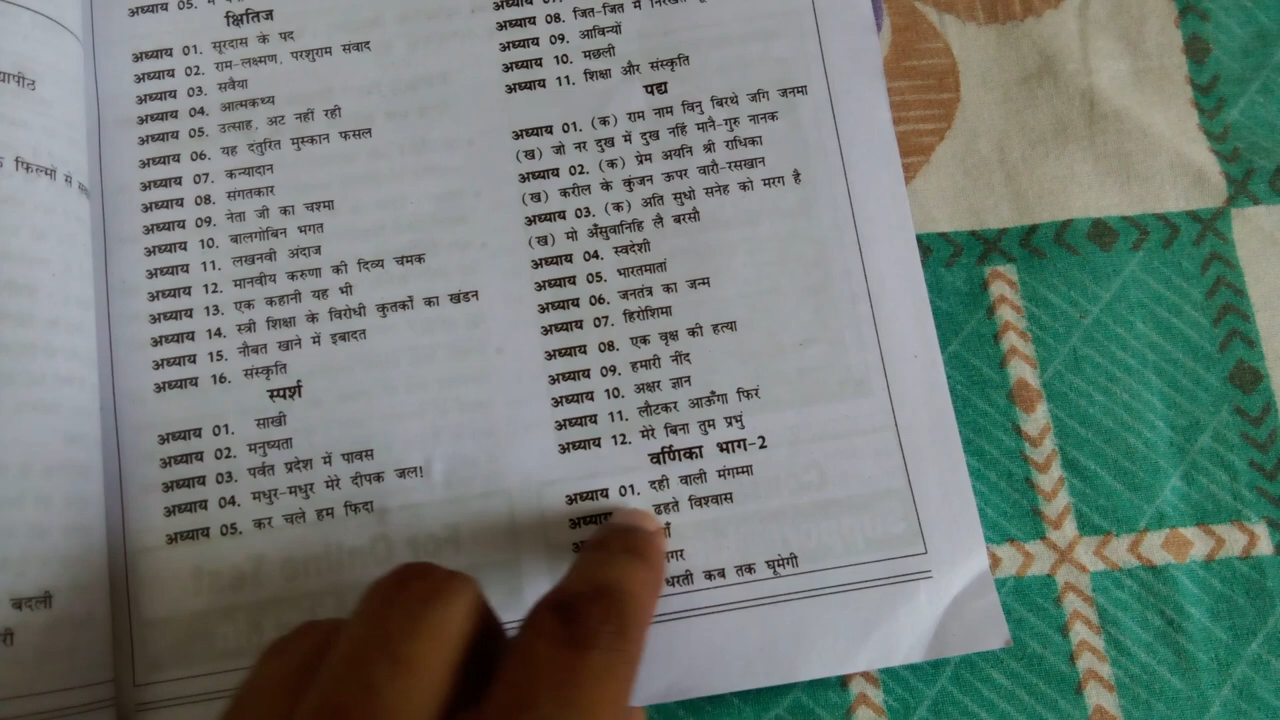 यापीठ
फिल्मों से
बदली
री
अध्याय 05.
क्षितिज
अध्याय 01. सूरदास के पद
अध्याय 02. राम-लक्ष्मण, परशुराम संवाद
अध्याय 03. सवैया
अध्याय 04. आत्मकथ्य
अध्याय 05. उत्साह, अट नहीं रही
अध्याय 06. यह दंतुरित मुस्कान फसल
अध्याय 07. कन्यादान
अध्याय 08. संगतकार
अध्याय 09. नेता जी का चश्मा
अध्याय 10. बालगोबिन भगत
अध्याय 11. लखनवी अंदाज
अध्याय 12. मानवीय करुणा की दिव्य चमक
अध्याय 13. एक कहानी यह भी
अध्याय 14. स्त्री शिक्षा के विरोधी कुतर्कों का खंडन
अध्याय 15. नौबत खाने में इबादत
अध्याय 16. संस्कृति
स्पर्श
अध्याय 01. साखी
अध्याय 02. मनुष्यता
अध्याय 03. पर्वत प्रदेश में पावस
अध्याय 04. मधुर-मधुर मेरे दीपक जल!
अध्याय 05. कर चले हम फिदा
अध्याय 08. जित-जित में
अध्याय 09. आविन्यों
अध्याय 10. मछली
अध्याय 11. शिक्षा और संस्कृति
पद्य
अध्याय 01. (क) राम नाम विनु बिरथे जगि जनमा
(ख) जो नर दुख में दुख नहिं मानै-गुरु नानक
अध्याय 02. (क) प्रेम अयनि श्री राधिका
(ख) करील के कुंजन ऊपर वारौ-रसखान
अध्याय 03. (क) अति सुधो सनेह को मरग है
(ख) मो अँसुवानिहि लै बरसौ
अध्याय 04. स्वदेशी
अध्याय 05. भारतमातां
अध्याय 06. जनतंत्र का जन्म
अध्याय 07. हिरोशिमा
अध्याय 08. एक वृक्ष की हत्या
अध्याय 09. हमारी नींद
अध्याय 10. अक्षर ज्ञान
अध्याय 11. लौटकर आऊँगा फिरं
अध्याय 12. मेरे बिना तुम प्रभुं
वर्णिका भाग-2
अध्याय 01. दही वाली मंगम्मा
अध्याय ढहते विश्वास
धरती कब तक घूमेगी